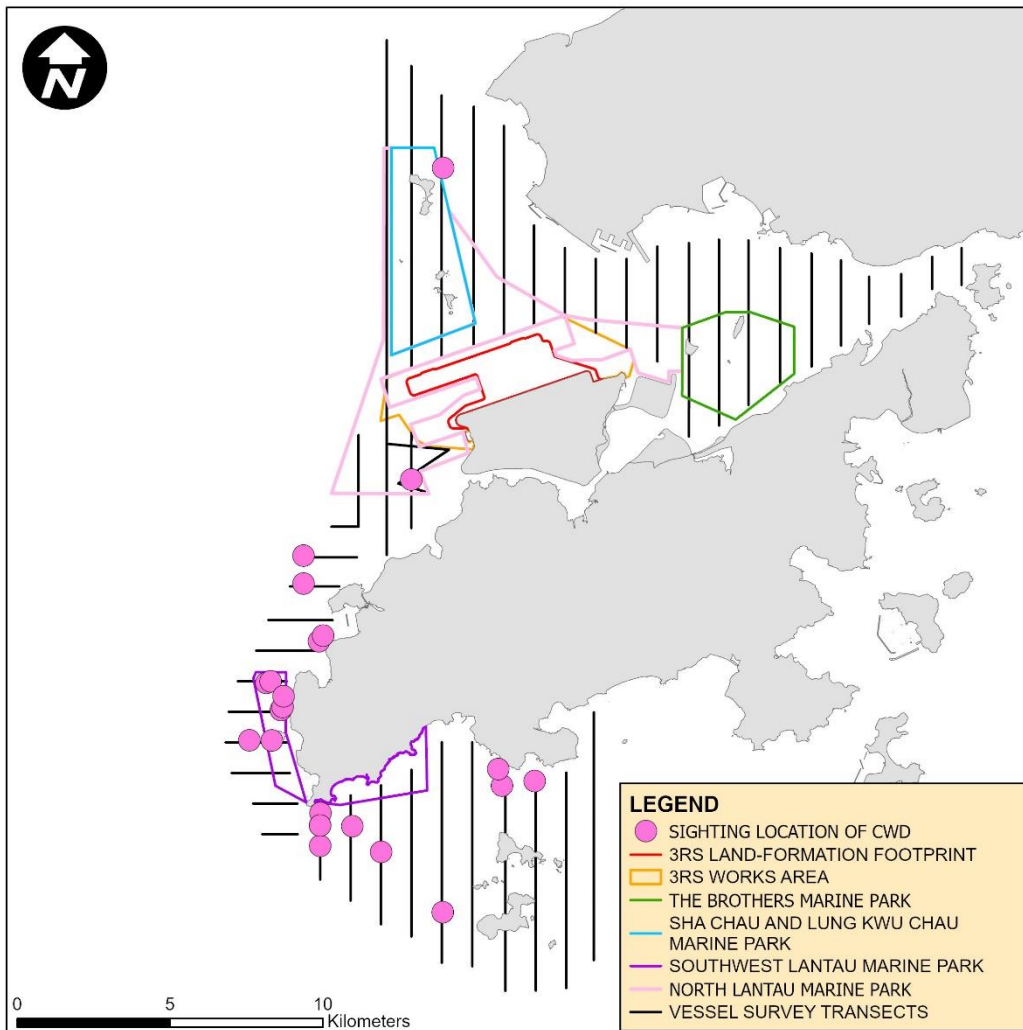 N
LEGEND
SIGHTING LOCATION OF CWD
3RS LAND-FORMATION FOOTPRINT
3RS WORKS AREA
THE BROTHERS MARINE PARK
SHA CHAU AND LUNG KWU CHAU
MARINE PARK
SOUTHWEST LANTAU MARINE PARK
NORTH LANTAU MARINE PARK
VESSEL SURVEY TRANSECTS
0 5 10
Kilometers